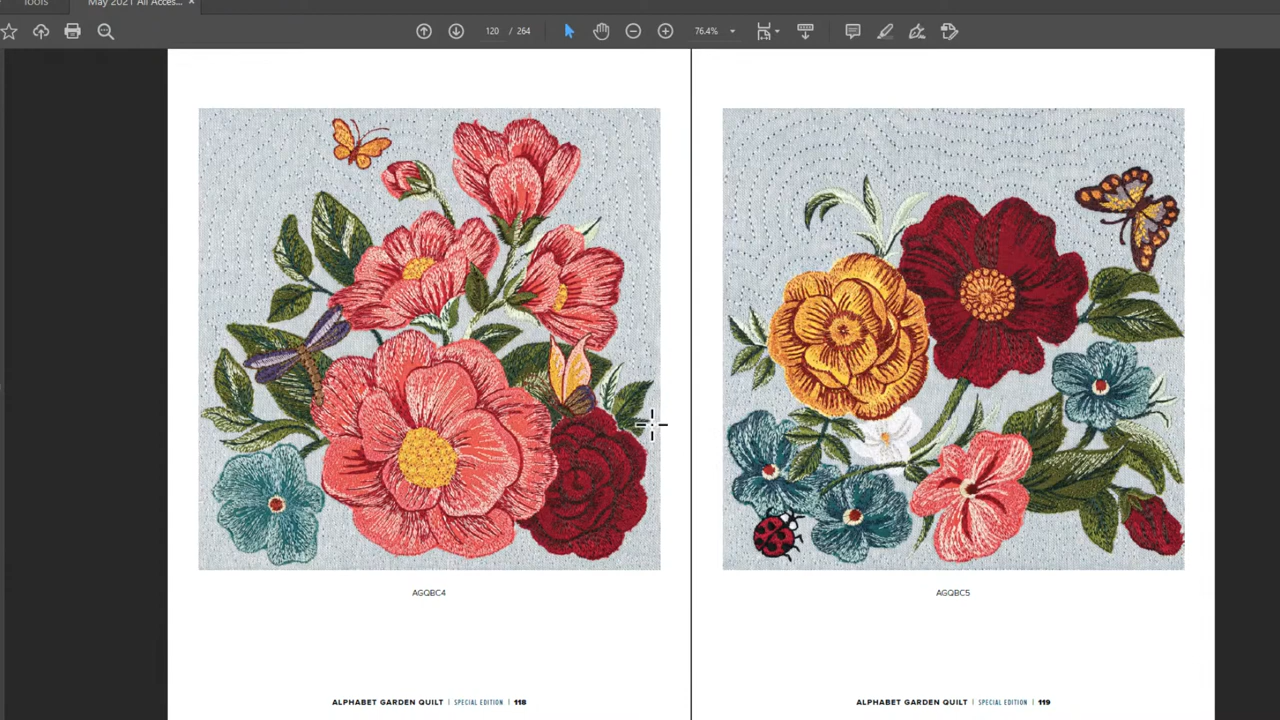 Tools
May 2021 All Acces... ×
120 / 264
76.4%
AGQBC4
AGQBC5
ALPHABET GARDEN QUILT | SPECIAL EDITION | 118
ALPHABET GARDEN QUILT | SPECIAL EDITION | 119